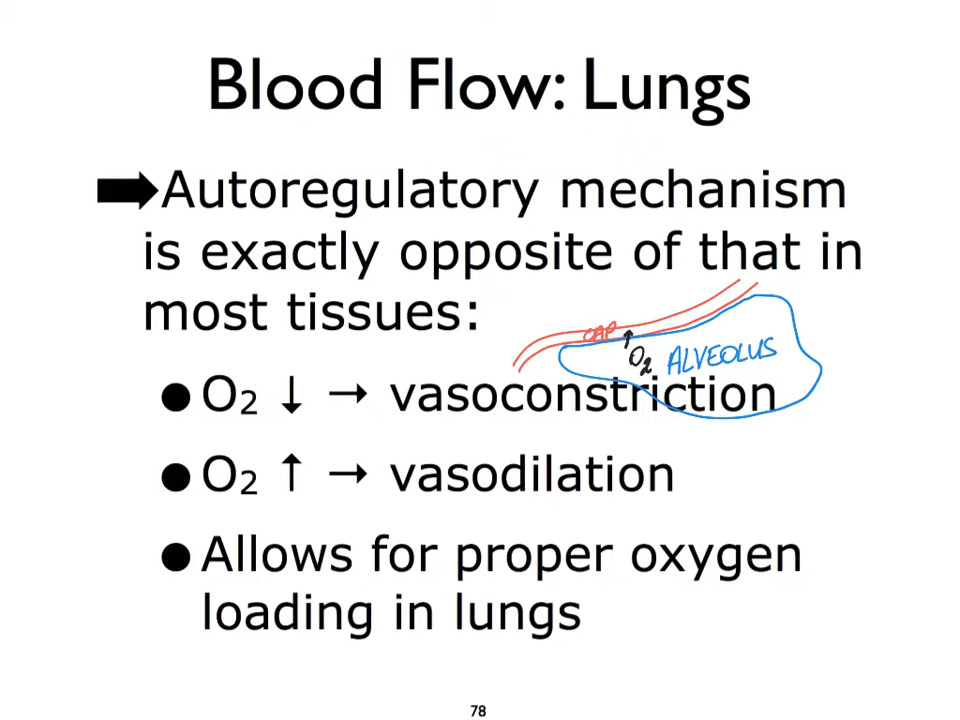 Blood Flow: Lungs
➡Autoregulatory mechanism
is exactly opposite of that in
most tissues:
CAP
O2 ALVEOLUS
● O2 ↓ → vasoconstriction
● O2 ↑ → vasodilation
● Allows for proper oxygen
loading in lungs
78